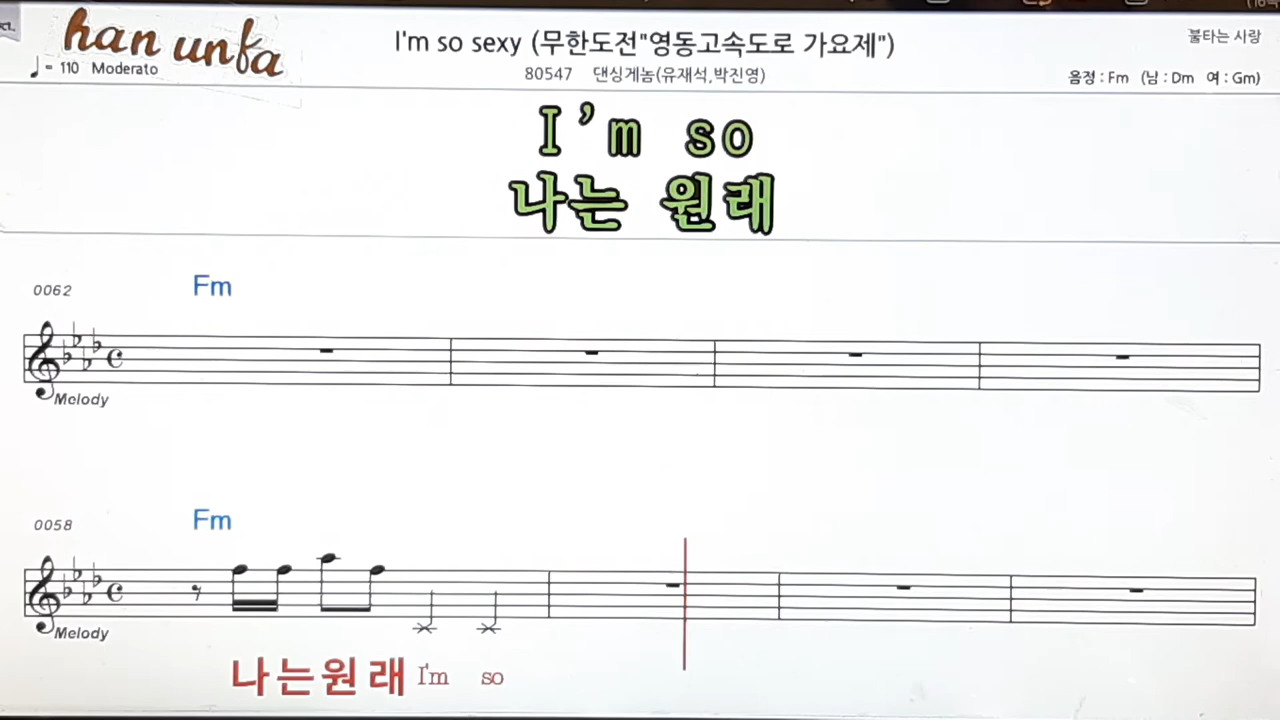 han unfa
I'm so sexy (무한도전"영동고속도로 가요제")
불타는 사랑
♩= 110 Moderato
80547 댄싱게놈(유재석,박진영)
음정 : Fm (남 : Dm 여 : Gm)
I'm so
나는 원래
0062
Fm
Melody
0058
Fm
Melody
나는원래 I'm so